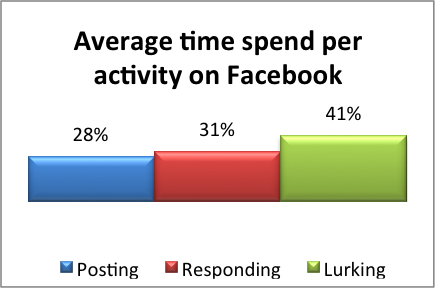 Average time spend per
activity on Facebook
28%
31%
41%
Posting
Responding
Lurking